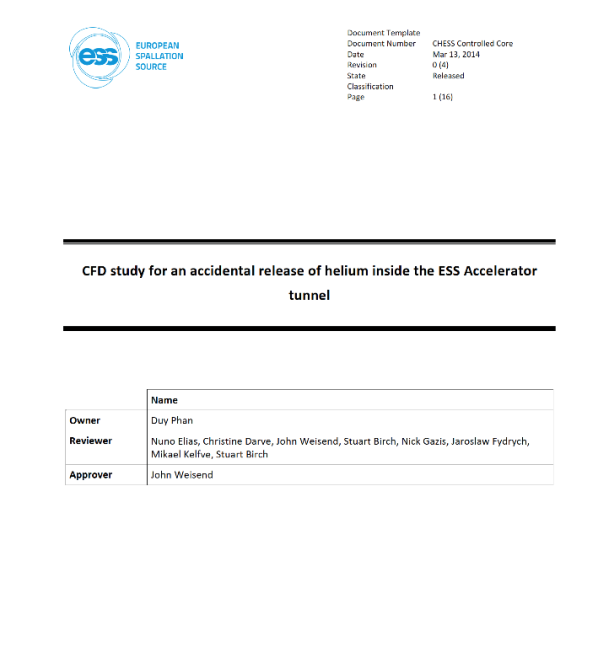 ess
EUROPEAN
SPALLATION
SOURCE
Document Template
Document Number CHESS Controlled Core
Date Mar 13, 2014
Revision 0 (4)
State Released
Classification
Page 1 (16)
CFD study for an accidental release of helium inside the ESS Accelerator
tunnel
Name
Owner Duy Phan
Reviewer Nuno Elias, Christine Darve, John Weisend, Stuart Birch, Nick Gazis, Jaroslaw Fydrych,
Mikael Kelfve, Stuart Birch
Approver John Weisend